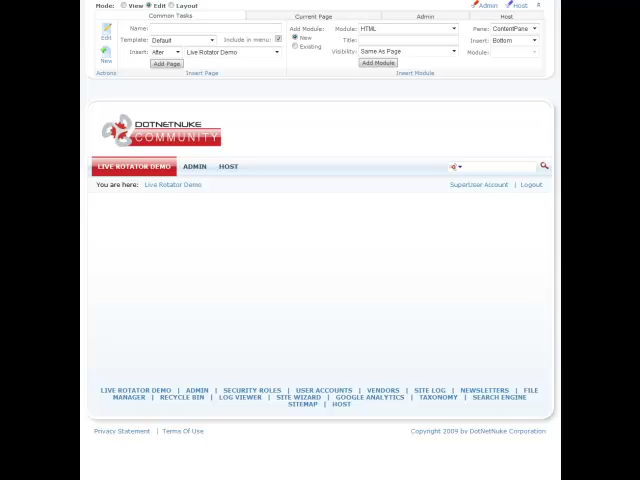 Mode: View Edit Layout Admin Host
Common Tasks Current Page Admin Host
Edit
New
Actions
Name:
Template: Default Include in menu:
Insert: After Live Rotator Demo
Add Page
Insert Page
Add Module: New Existing
Module: HTML
Title:
Visibility: Same As Page
Add Module
Pane: ContentPane
Insert: Bottom
Module:
Insert Module
DOTNETNUKE
COMMUNITY
LIVE ROTATOR DEMO ADMIN HOST
You are here: Live Rotator Demo SuperUser Account | Logout
LIVE ROTATOR DEMO | ADMIN | SECURITY ROLES | USER ACCOUNTS | VENDORS | SITE LOG | NEWSLETTERS | FILE
MANAGER | RECYCLE BIN | LOG VIEWER | SITE WIZARD | GOOGLE ANALYTICS | TAXONOMY | SEARCH ENGINE
SITEMAP | HOST
Privacy Statement | Terms Of Use Copyright 2009 by DotNetNuke Corporation